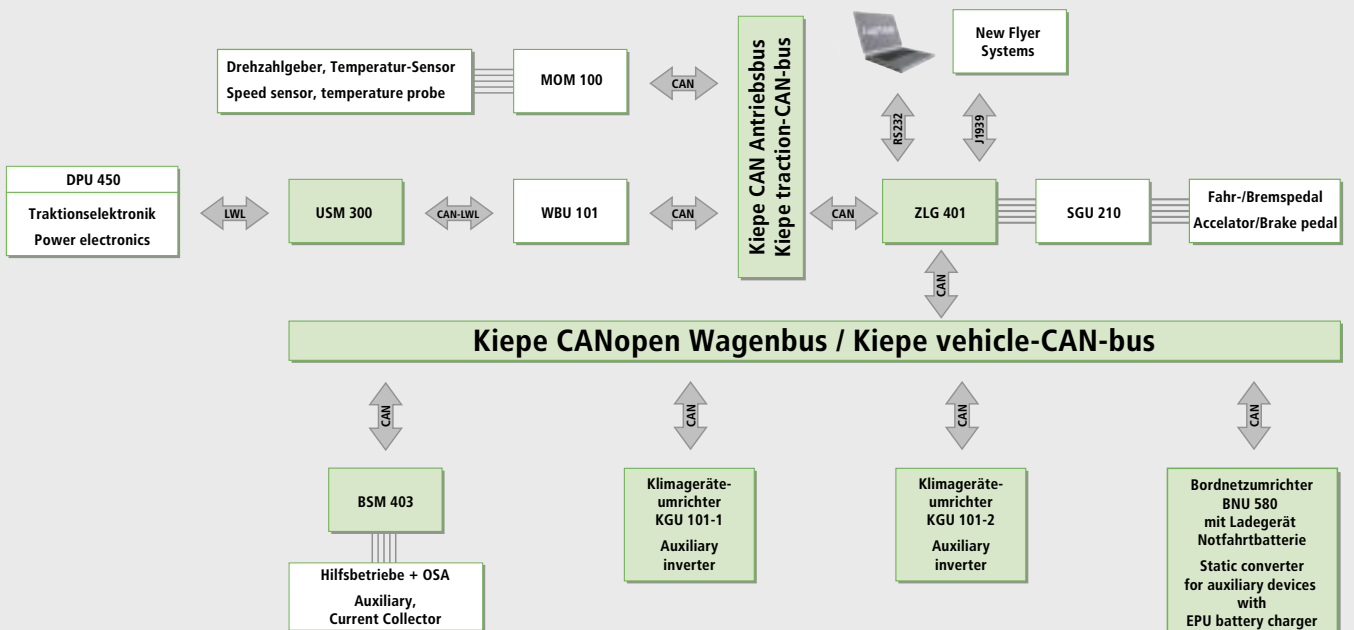 New Flyer
Systems
Drehzahlgeber, Temperatur-Sensor
Speed sensor, temperature probe
MOM 100
CAN
Kiepe CAN Antriebsbus
Kiepe traction-CAN-bus
RS232
J1939
DPU 450
Traktionselektronik
Power electronics
LWL
USM 300
CAN-LWL
WBU 101
CAN
CAN
ZLG 401
SGU 210
Fahr-/Bremspedal
Accelator/Brake pedal
CAN
Kiepe CANopen Wagenbus / Kiepe vehicle-CAN-bus
CAN
CAN
CAN
CAN
BSM 403
Hilfsbetriebe + OSA
Auxiliary,
Current Collector
Klimageräte-
umrichter
KGU 101-1
Auxiliary
inverter
Klimageräte-
umrichter
KGU 101-2
Auxiliary
inverter
Bordnetzumrichter
BNU 580
mit Ladegerät
Notfahrtbatterie
Static converter
for auxiliary devices
with
EPU battery charger